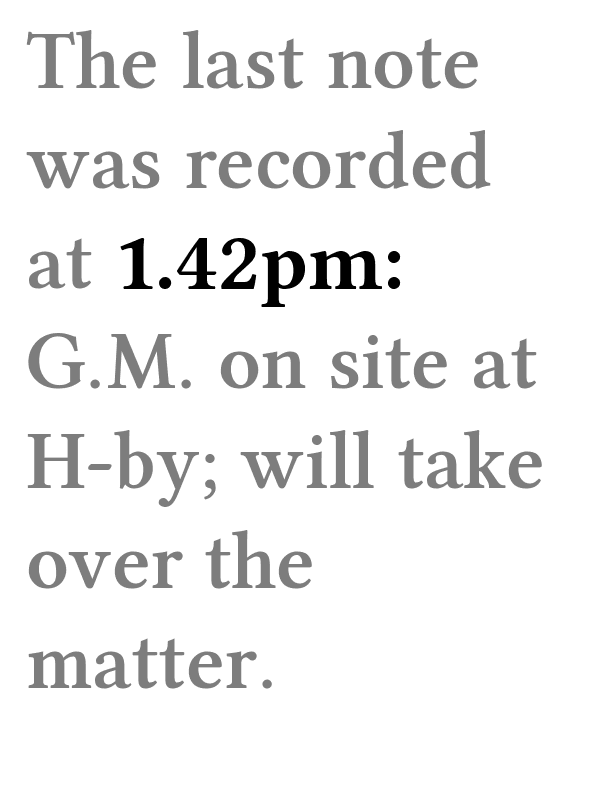 The last note
was recorded
at 1.42pm:
G.M. on site at
H-by; will take
over the
matter.